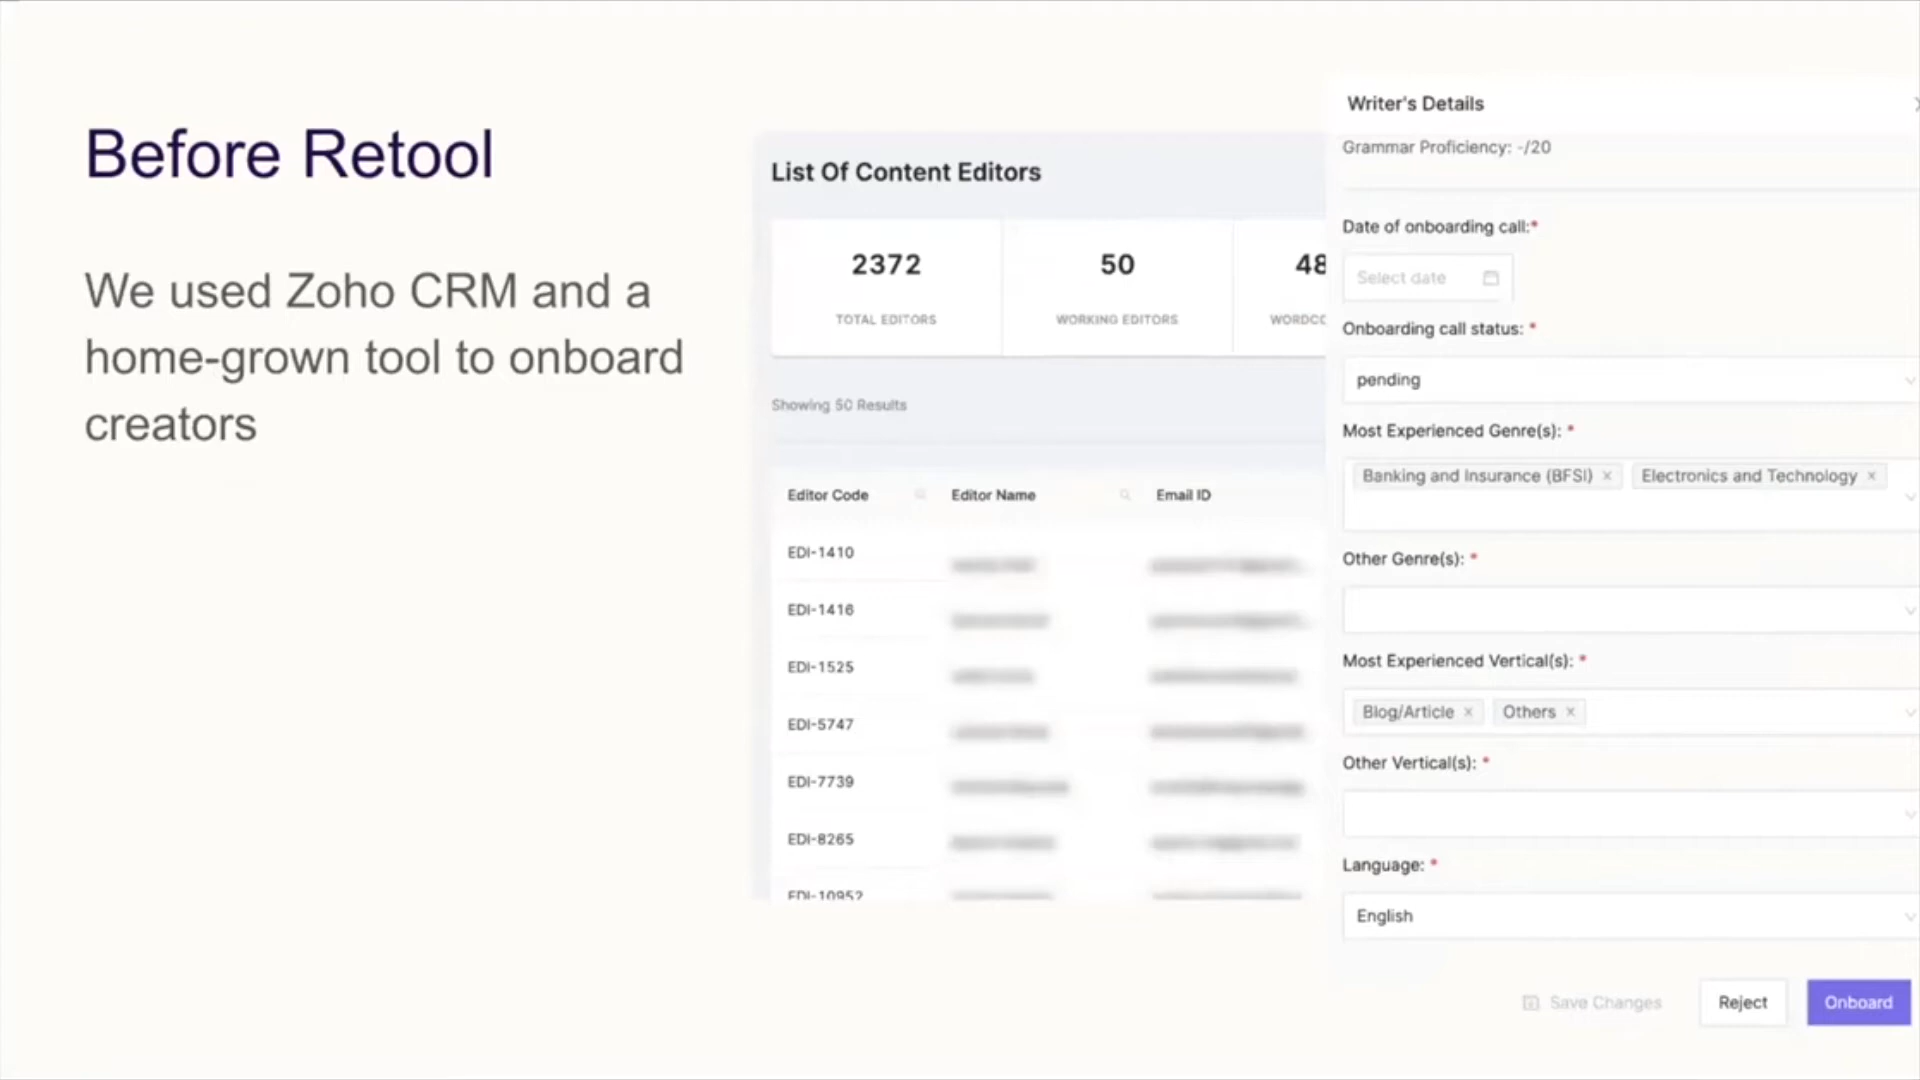 Before Retool
We used Zoho CRM and a
home-grown tool to onboard
creators
List Of Content Editors
2372
TOTAL EDITORS
50
WORKING EDITORS
48
Showing 50 Results
Editor Code
Editor Name
Email ID
EDI-1410
EDI-1416
EDI-1525
EDI-5747
EDI-7739
EDI-8265
EDI-10952
Writer's Details
Grammar Proficiency: -/20
Date of onboarding call:*
Select date
Onboarding call status: *
pending
Most Experienced Genre(s): *
Banking and Insurance (BFSI) × Electronics and Technology ×
Other Genre(s): *
Most Experienced Vertical(s): *
Blog/Article × Others ×
Other Vertical(s): *
Language: *
English
Save Changes
Reject
Onboard